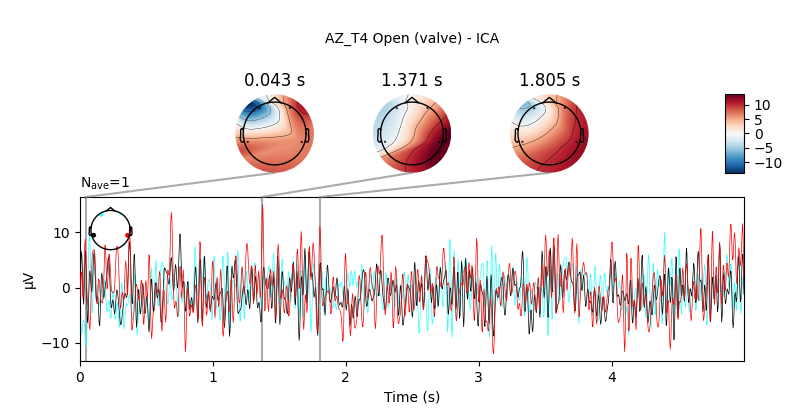 AZ_T4 Open (valve) - ICA
0.043 s
1.371 s
1.805 s
10
5
0
−5
−10
Nave=1
10
0
−10
µV
0
1
2
3
4
Time (s)